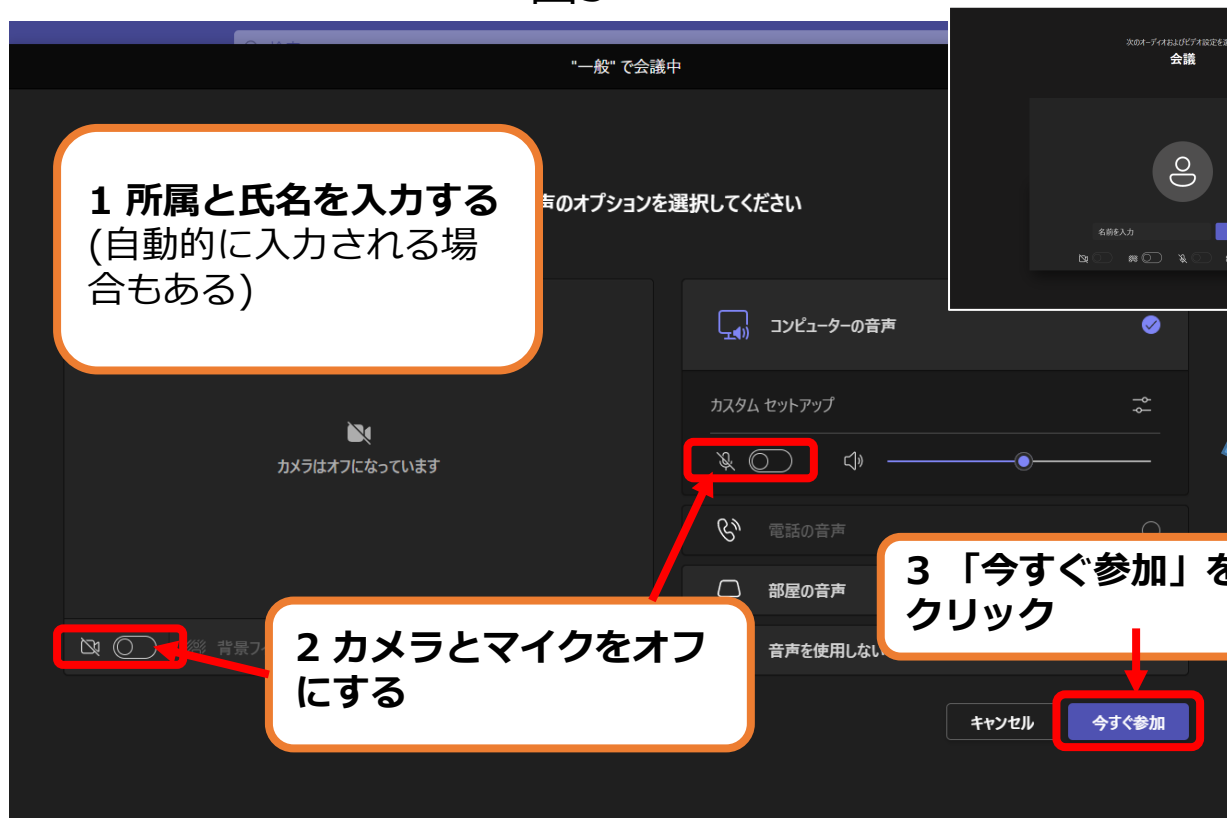 "一般" で会議中
会議
1 所属と氏名を入力する
(自動的に入力される場
合もある)
声のオプションを選択してください
名前を入力
コンピューターの音声
カスタム セットアップ
カメラはオフになっています
電話の音声
部屋の音声
音声を使用しない
3 「今すぐ参加」を
クリック
2 カメラとマイクをオフ
にする
キャンセル
今すぐ参加